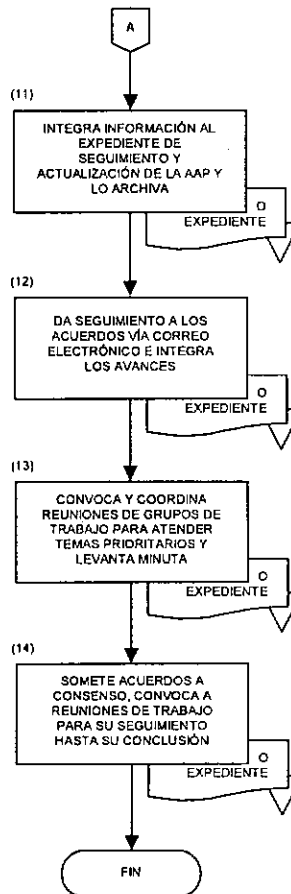 A
(11)
INTEGRA INFORMACIÓN AL
EXPEDIENTE DE
SEGUIMIENTO Y
ACTUALIZACIÓN DE LA AAP Y
LO ARCHIVA
O
EXPEDIENTE
(12)
DA SEGUIMIENTO A LOS
ACUERDOS VÍA CORREO
ELECTRÓNICO E INTEGRA
LOS AVANCES
O
EXPEDIENTE
(13)
CONVOCA Y COORDINA
REUNIONES DE GRUPOS DE
TRABAJO PARA ATENDER
TEMAS PRIORITARIOS Y
LEVANTA MINUTA
O
EXPEDIENTE
(14)
SOMETE ACUERDOS A
CONSENSO, CONVOCA A
REUNIONES DE TRABAJO
PARA SU SEGUIMIENTO
HASTA SU CONCLUSIÓN
O
EXPEDIENTE
FIN